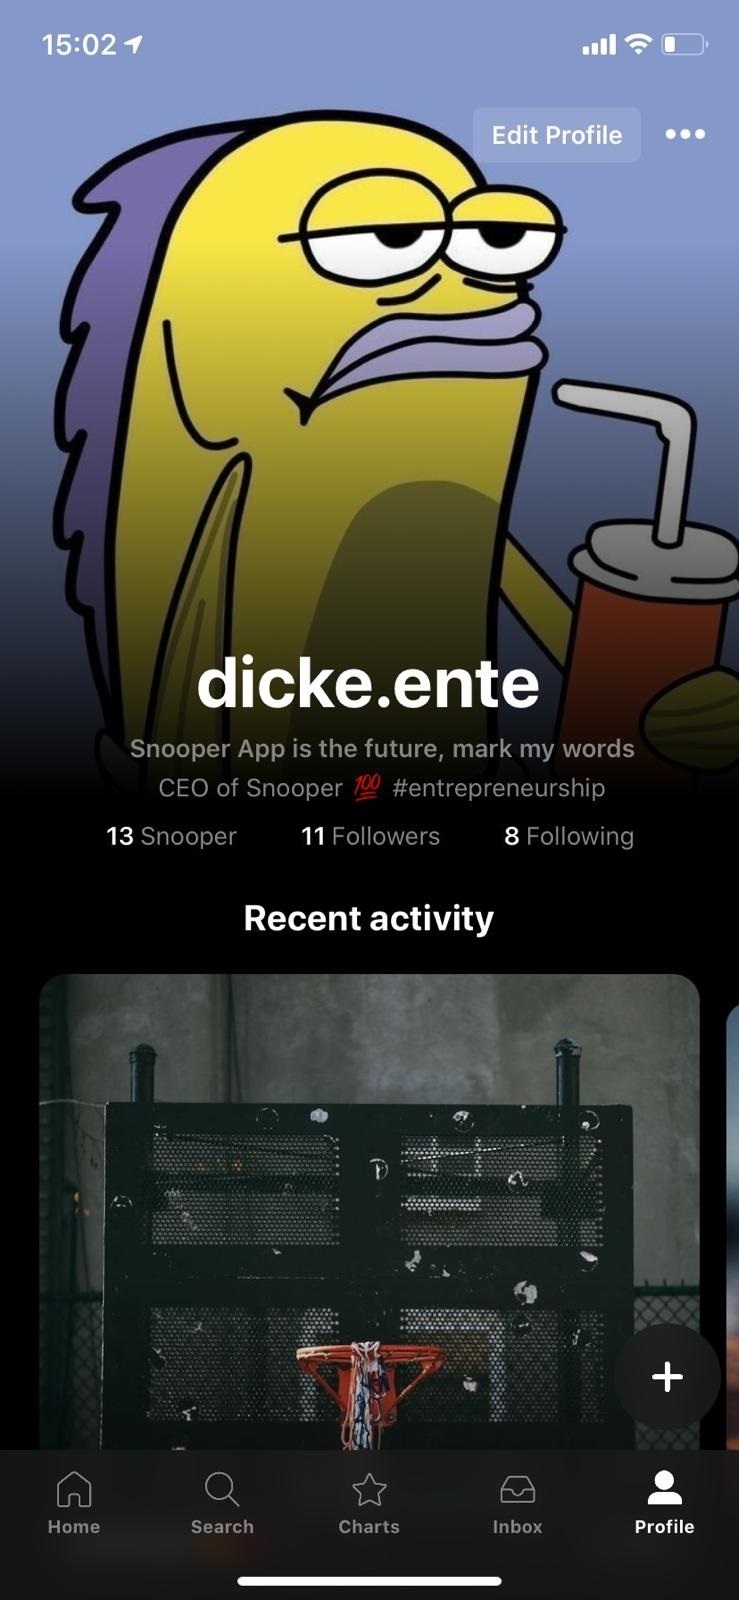 15:02
Edit Profile
dicke.ente
Snooper App is the future, mark my words
CEO of Snooper 💯 #entrepreneurship
13 Snooper 11 Followers 8 Following
Recent activity
Home Search Charts Inbox Profile